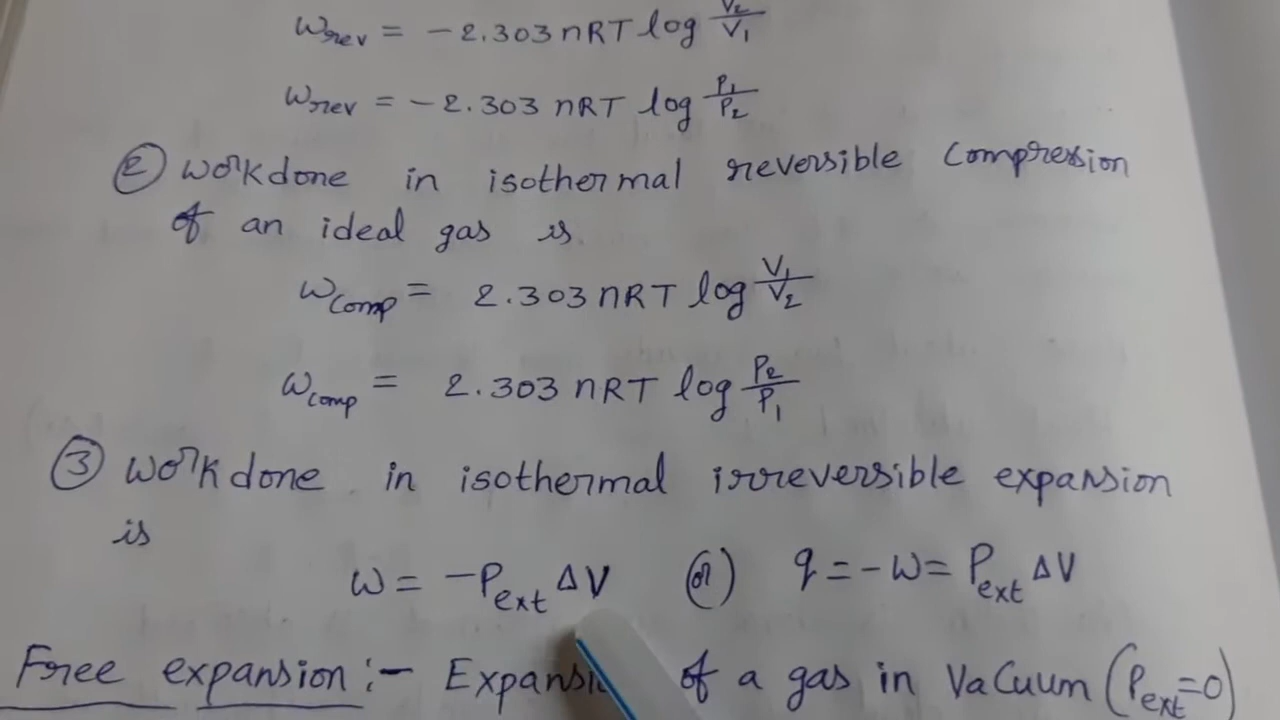 Wrev = -2.303 nRT log V2/V1
Wrev = -2.303 nRT log P1/P2
② Workdone in isothermal reversible compression
of an ideal gas is
Wcomp = 2.303 nRT log V1/V2
Wcomp = 2.303 nRT log P2/P1
③ Workdone in isothermal irreversible expansion
is
W = -Pext ΔV (or) q = -W = Pext ΔV
Free expansion :- Expansi of a gas in Vacuum (Pext=0)